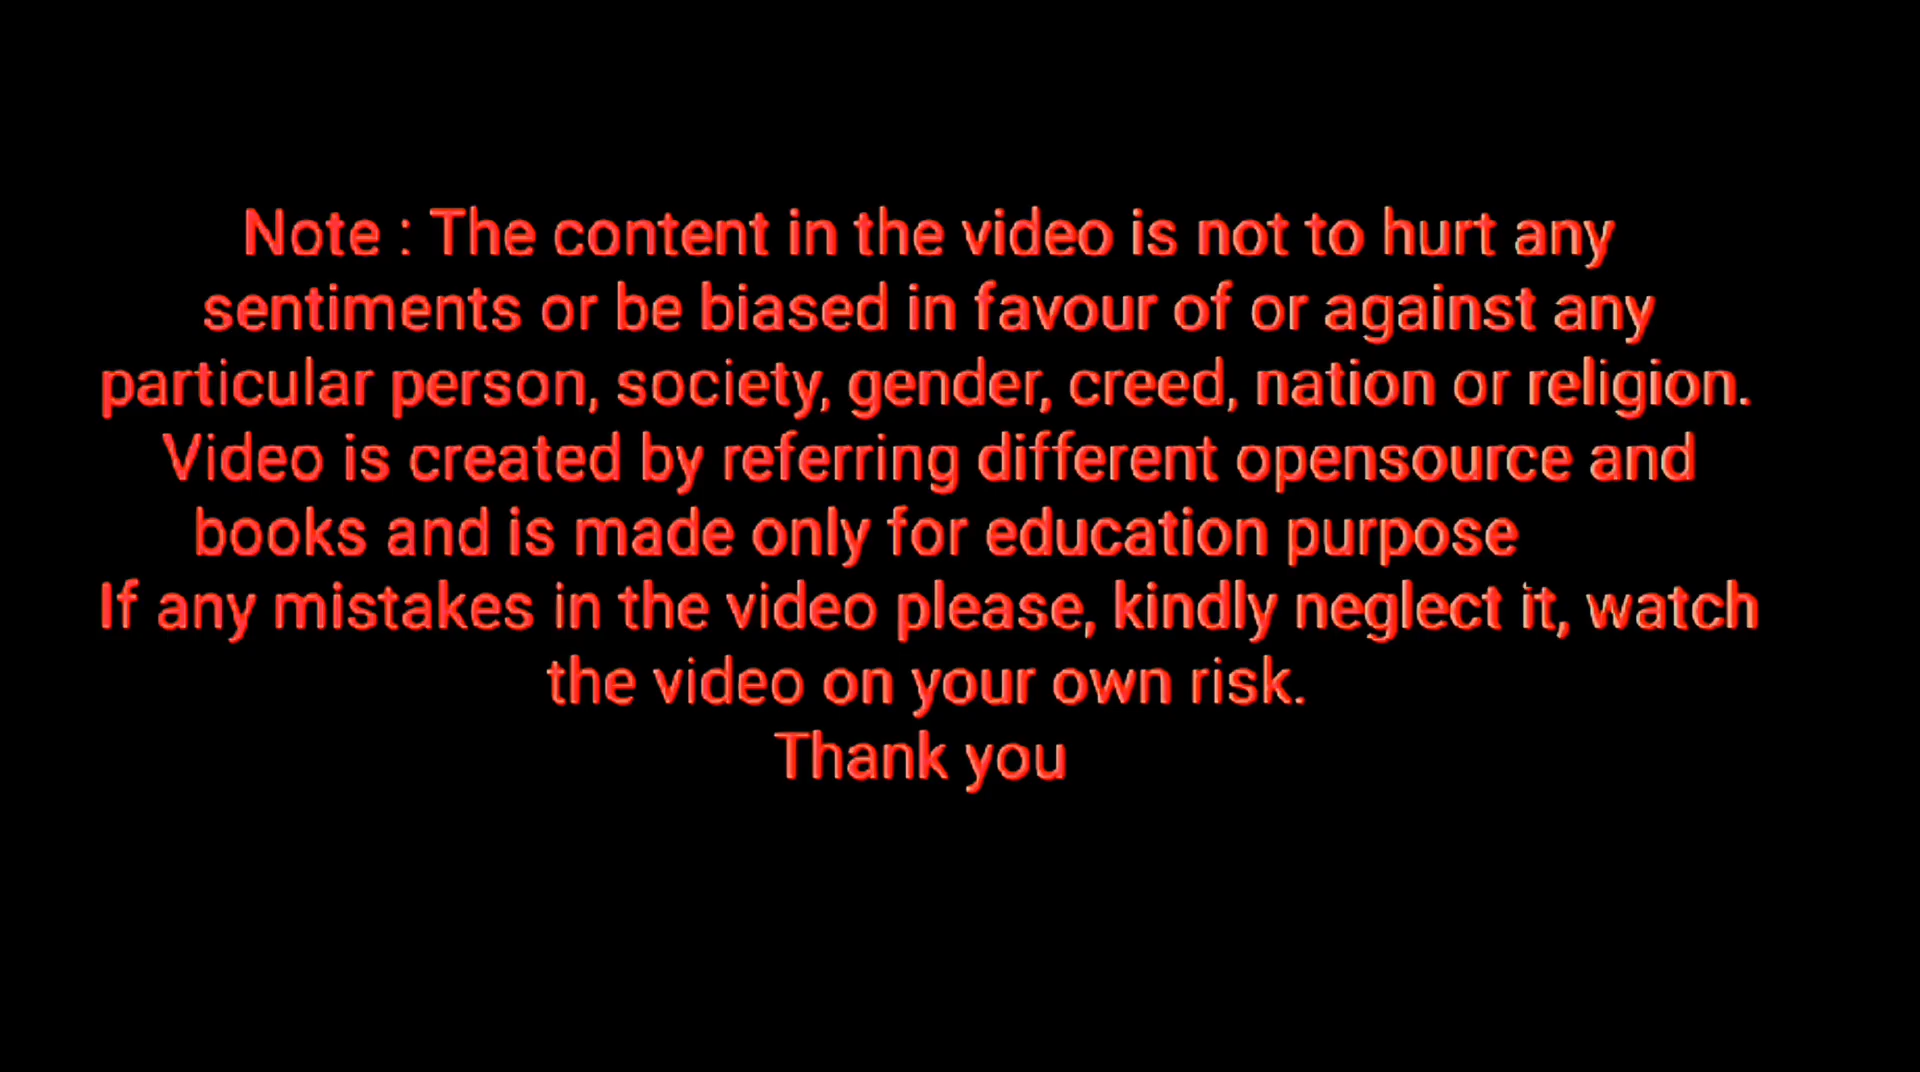 Note : The content in the video is not to hurt any
sentiments or be biased in favour of or against any
particular person, society, gender, creed, nation or religion.
Video is created by referring different opensource and
books and is made only for education purpose
If any mistakes in the video please, kindly neglect it, watch
the video on your own risk.
Thank you